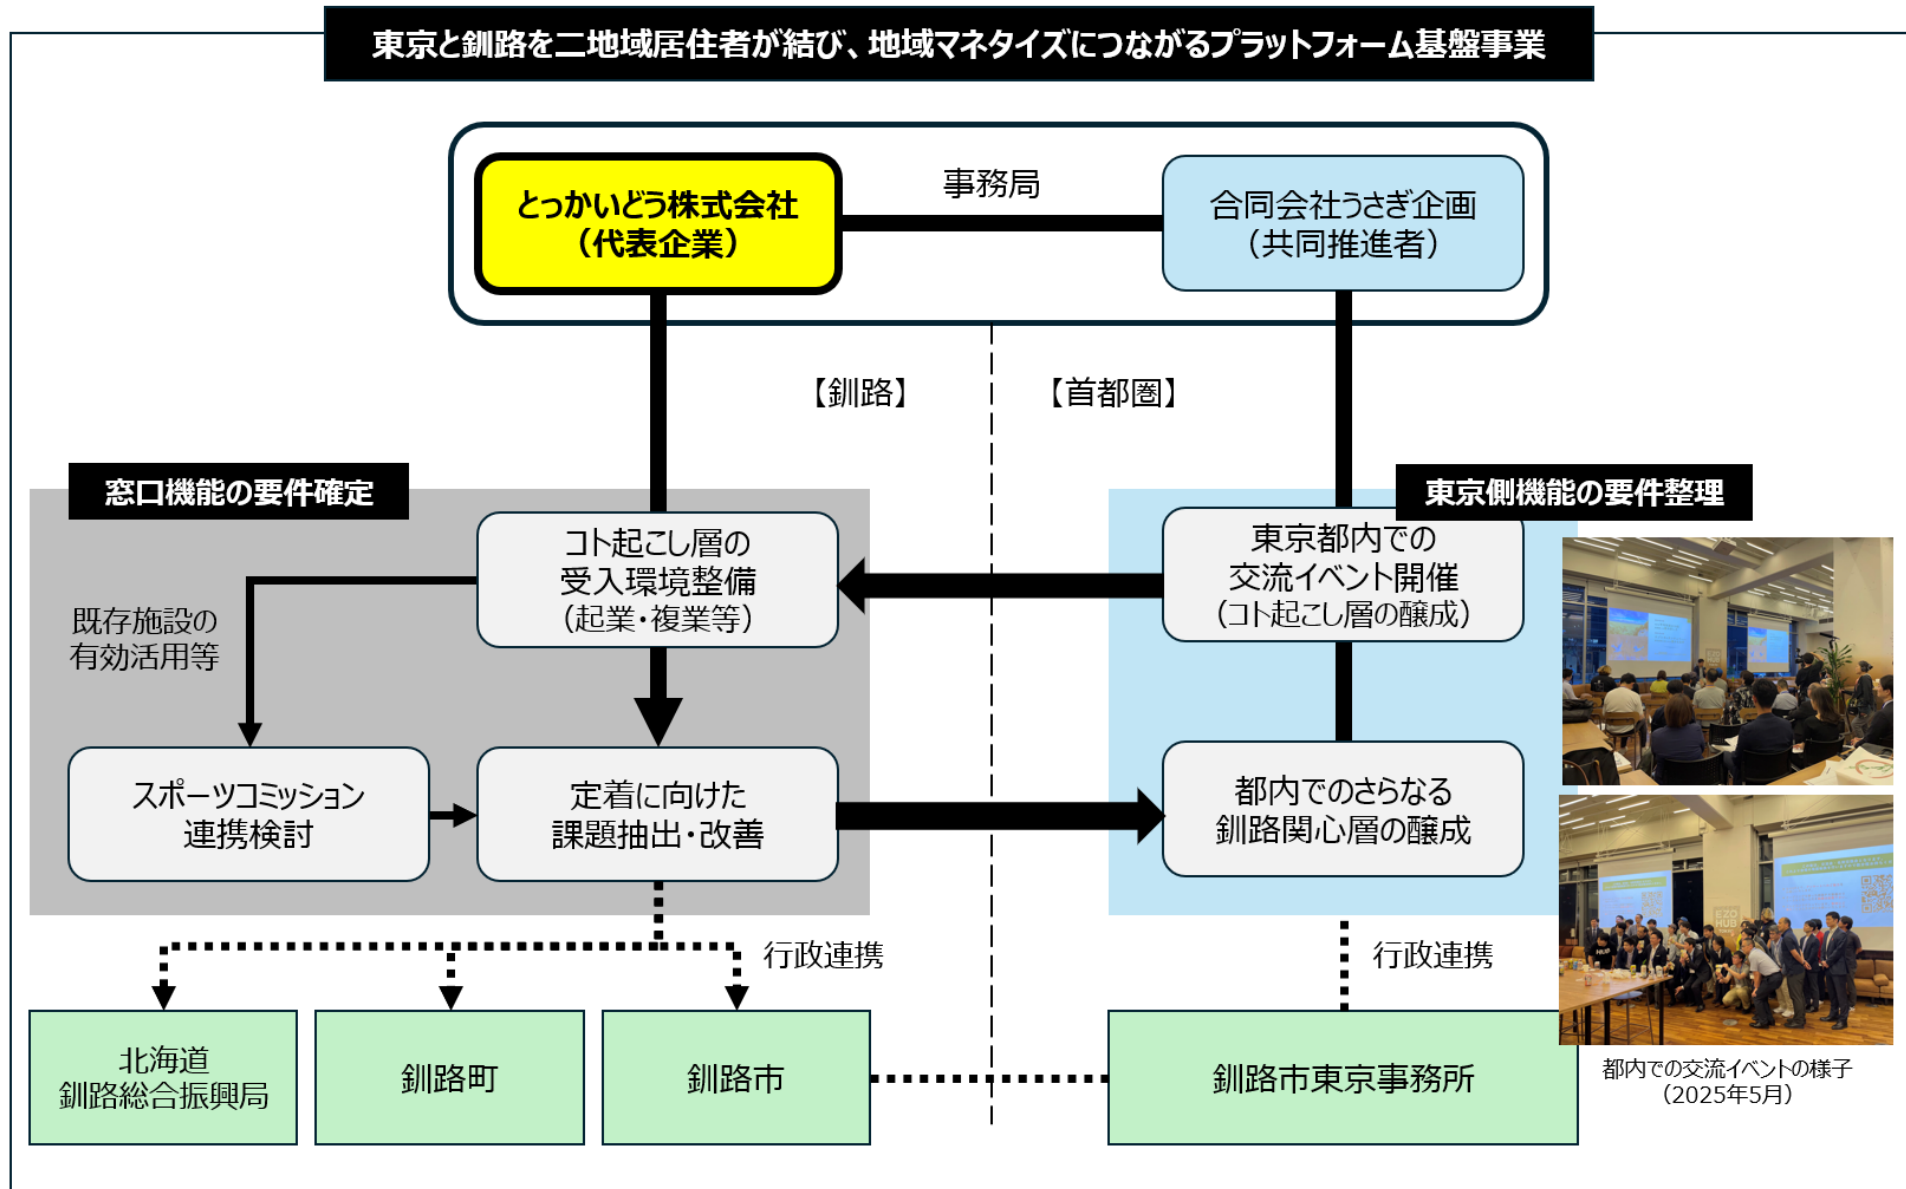 東京と釧路を二地域居住者が結び、地域マネタイズにつながるプラットフォーム基盤事業
とっかいどう株式会社
（代表企業）
事務局
合同会社うさぎ企画
（共同推進者）
【釧路】
【首都圏】
窓口機能の要件確定
東京側機能の要件整理
コト起こし層の
受入環境整備
（起業・複業等）
東京都内での
交流イベント開催
（コト起こし層の醸成）
既存施設の
有効活用等
スポーツコミッション
連携検討
定着に向けた
課題抽出・改善
都内でのさらなる
釧路関心層の醸成
EZO
HUB
行政連携
行政連携
北海道
釧路総合振興局
釧路町
釧路市
釧路市東京事務所
都内での交流イベントの様子
（2025年5月）